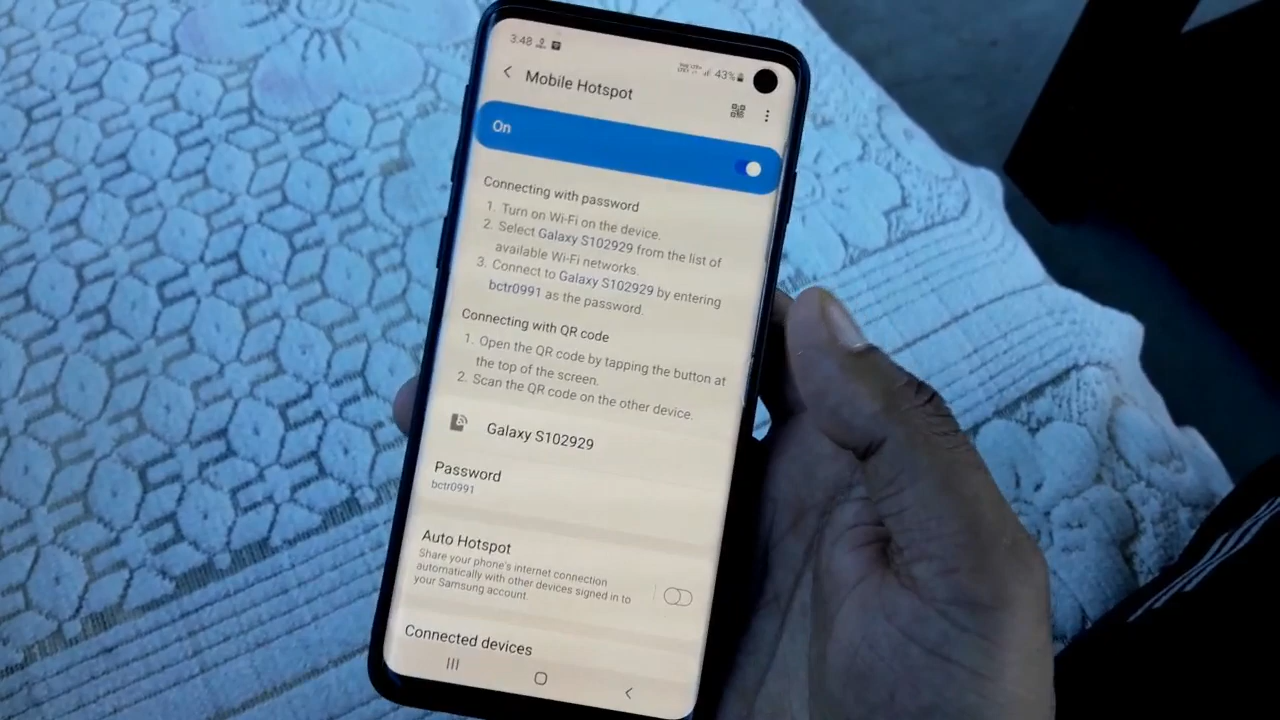 3:48
43%
Mobile Hotspot
On
Connecting with password
1. Turn on Wi-Fi on the device.
2. Select Galaxy S102929 from the list of
available Wi-Fi networks.
3. Connect to Galaxy S102929 by entering
bctr0991 as the password.
Connecting with QR code
1. Open the QR code by tapping the button at
the top of the screen.
2. Scan the QR code on the other device.
Galaxy S102929
Password
bctr0991
Auto Hotspot
Share your phone's internet connection
automatically with other devices signed in to
your Samsung account.
Connected devices